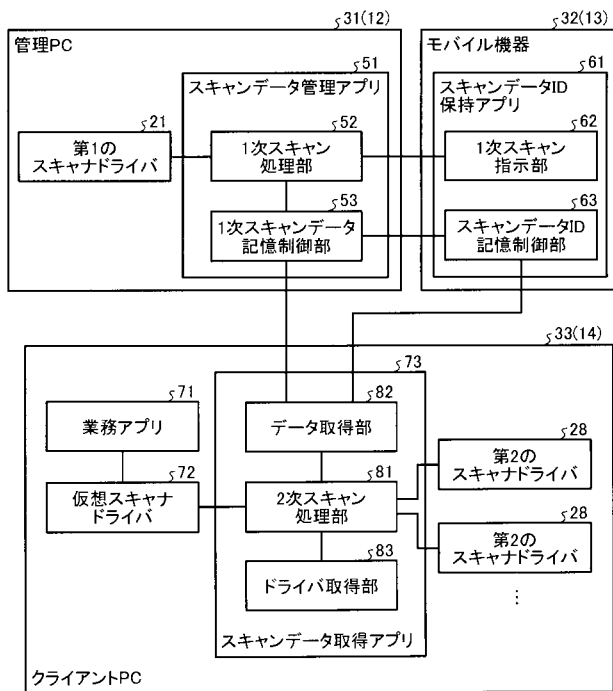 31(12)
管理PC
51
スキャンデータ管理アプリ
21
第1の
スキャナドライバ
52
1次スキャン
処理部
53
1次スキャンデータ
記憶制御部
32(13)
モバイル機器
61
スキャンデータID
保持アプリ
62
1次スキャン
指示部
63
スキャンデータID
記憶制御部
33(14)
73
71
業務アプリ
72
仮想スキャナ
ドライバ
82
データ取得部
81
2次スキャン
処理部
83
ドライバ取得部
スキャンデータ取得アプリ
28
第2の
スキャナドライバ
28
第2の
スキャナドライバ
⋮
クライアントPC